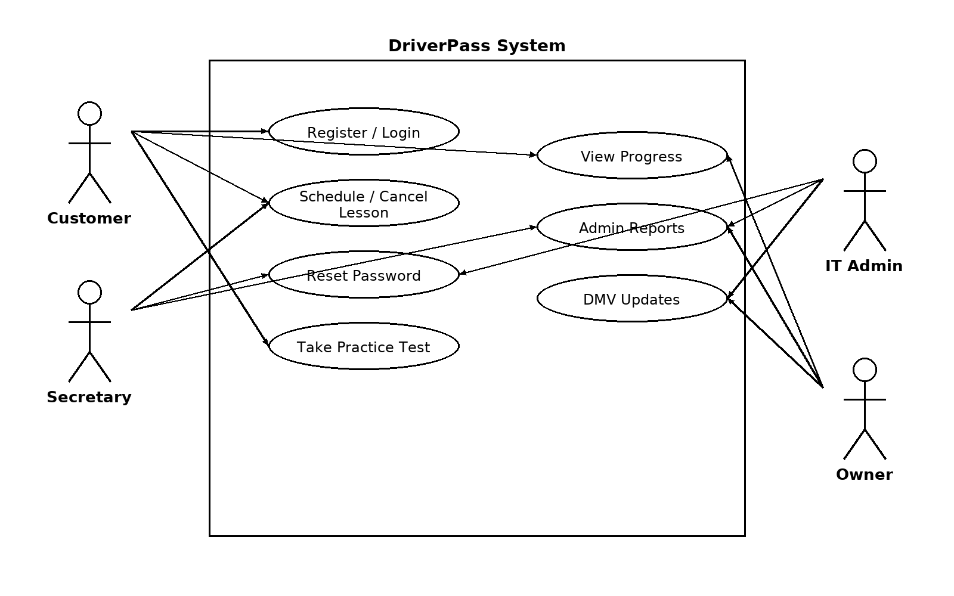 DriverPass System
Register / Login
View Progress
Schedule / Cancel
Lesson
Customer
Admin Reports
IT Admin
Reset Password
DMV Updates
Take Practice Test
Secretary
Owner